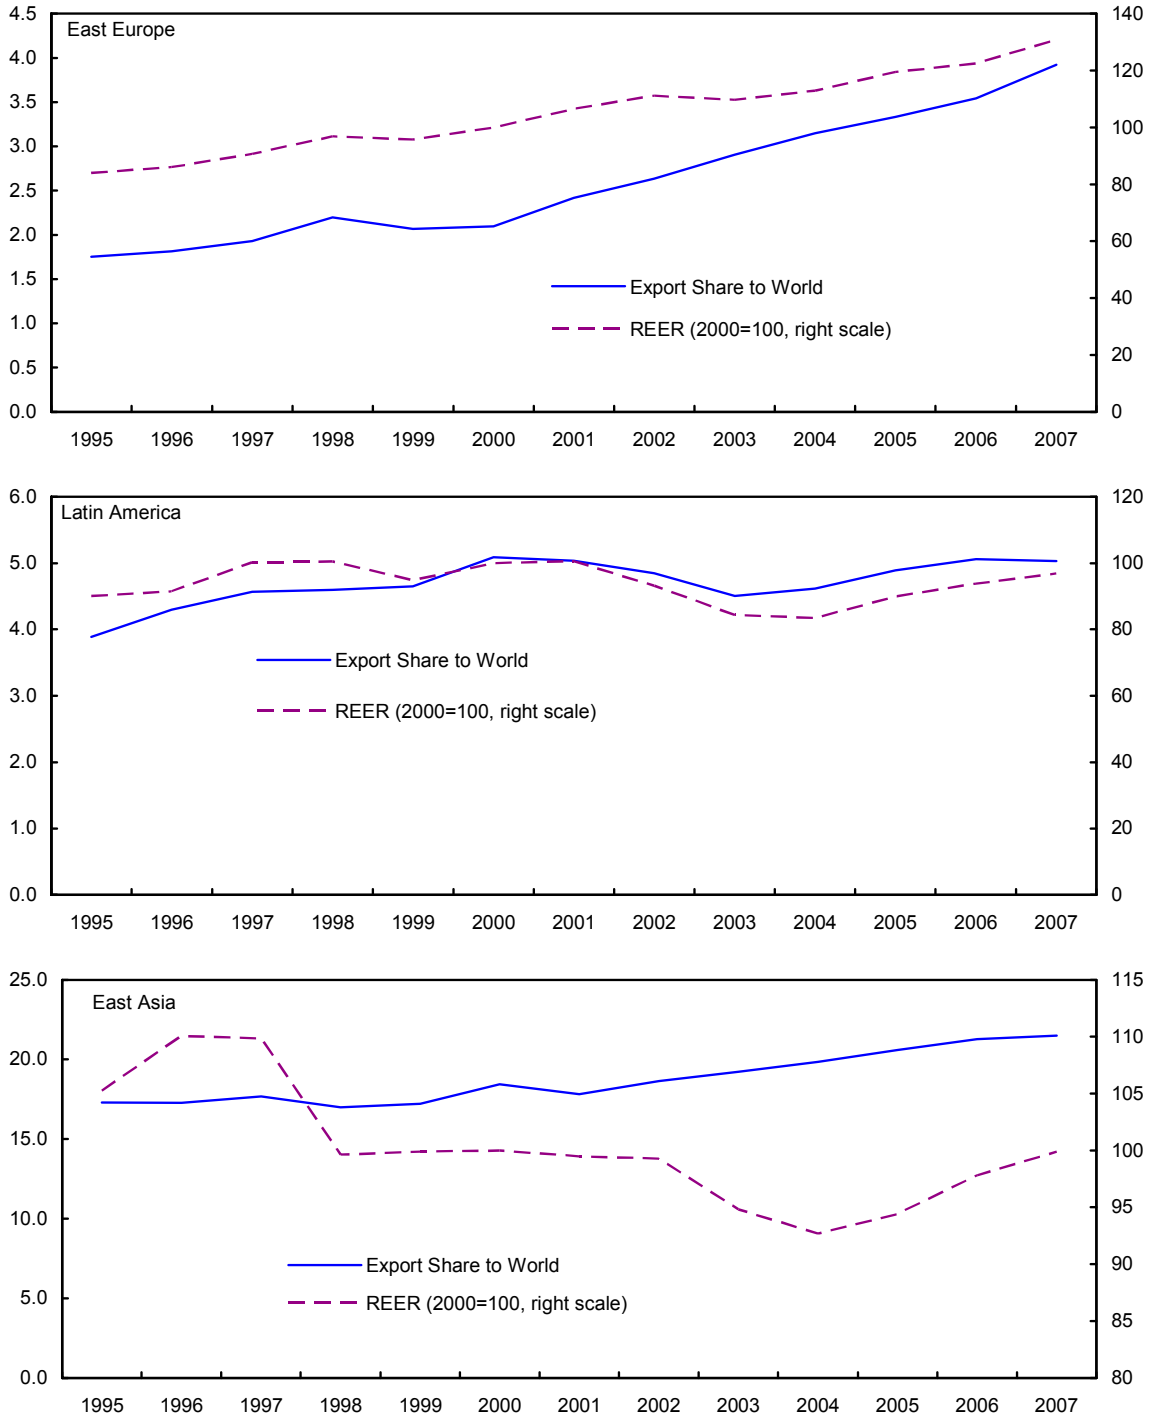 4.5 140
East Europe
4.0
120
3.5
3.0 100
2.5 80
2.0
60
1.5
Export Share to World
40
1.0
REER (2000=100, right scale)
0.5 20
0.0 0
1995 1996 1997 1998 1999 2000 2001 2002 2003 2004 2005 2006 2007
6.0 120
Latin America
5.0 100
4.0 80
Export Share to World
3.0 60
REER (2000=100, right scale)
2.0 40
1.0 20
0.0 0
1995 1996 1997 1998 1999 2000 2001 2002 2003 2004 2005 2006 2007
25.0 115
East Asia
110
20.0
105
15.0
100
10.0 95
Export Share to World
90
5.0 REER (2000=100, right scale)
85
0.0 80
1995 1996 1997 1998 1999 2000 2001 2002 2003 2004 2005 2006 2007